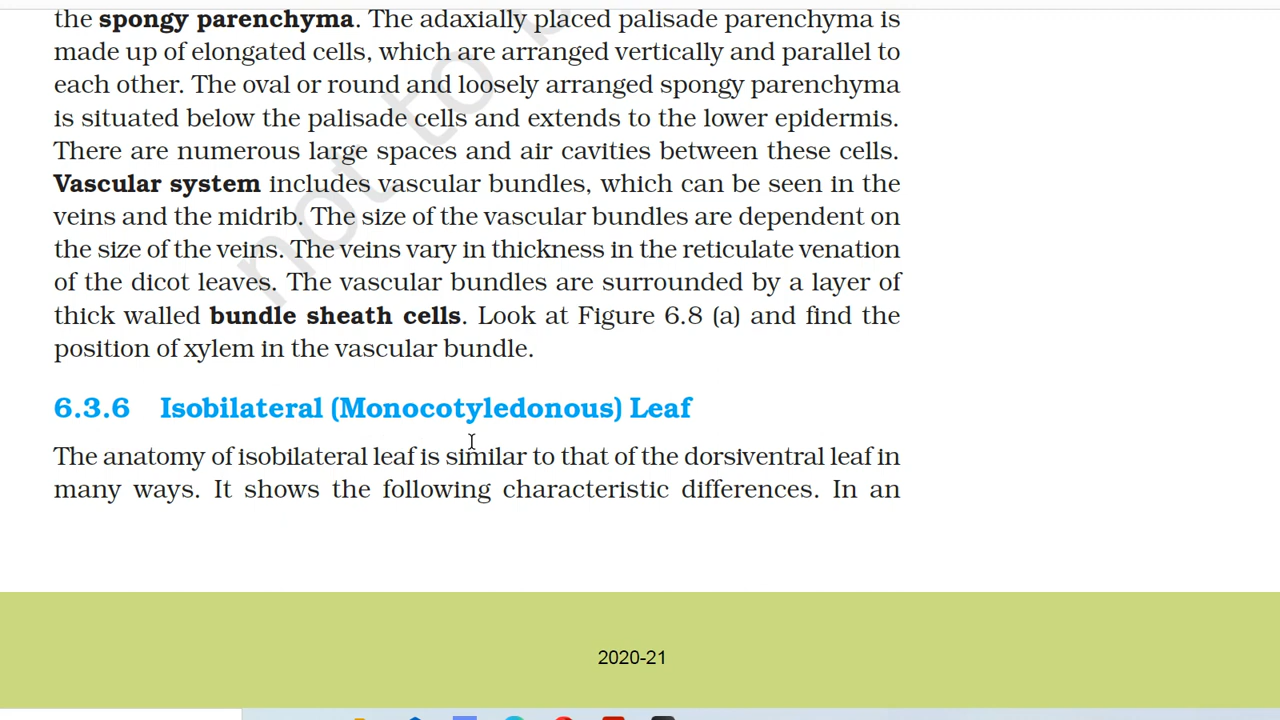 the spongy parenchyma. The adaxially placed palisade parenchyma is
made up of elongated cells, which are arranged vertically and parallel to
each other. The oval or round and loosely arranged spongy parenchyma
is situated below the palisade cells and extends to the lower epidermis.
There are numerous large spaces and air cavities between these cells.
Vascular system includes vascular bundles, which can be seen in the
veins and the midrib. The size of the vascular bundles are dependent on
the size of the veins. The veins vary in thickness in the reticulate venation
of the dicot leaves. The vascular bundles are surrounded by a layer of
thick walled bundle sheath cells. Look at Figure 6.8 (a) and find the
position of xylem in the vascular bundle.
6.3.6 Isobilateral (Monocotyledonous) Leaf
The anatomy of isobilateral leaf is similar to that of the dorsiventral leaf in
many ways. It shows the following characteristic differences. In an
2020-21
not to